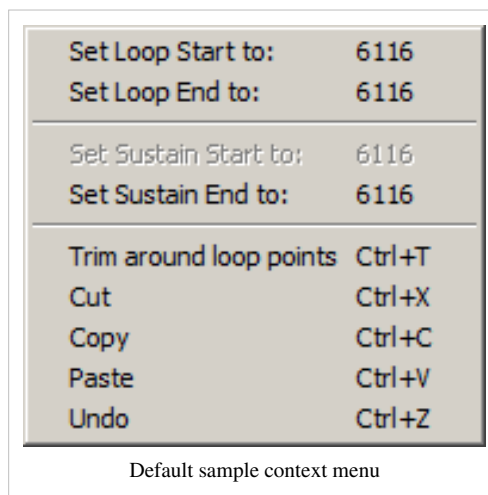 Set Loop Start to: 6116
Set Loop End to: 6116
Set Sustain Start to: 6116
Set Sustain End to: 6116
Trim around loop points Ctrl+T
Cut Ctrl+X
Copy Ctrl+C
Paste Ctrl+V
Undo Ctrl+Z
Default sample context menu